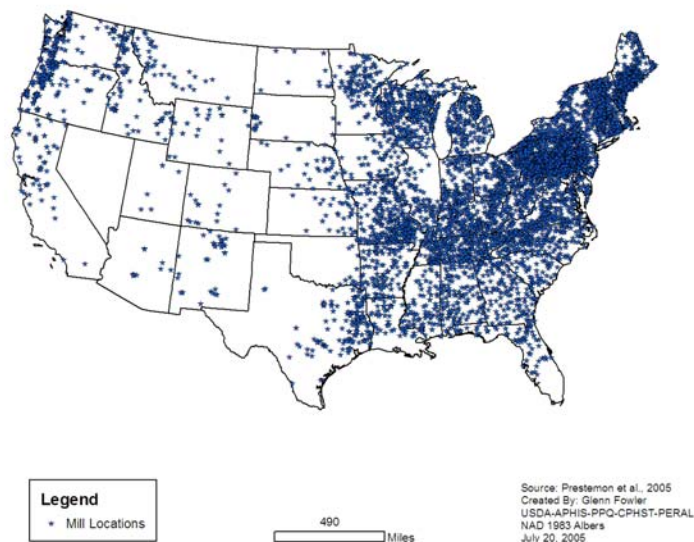 Legend
Mill Locations
490
Miles
Source: Prestemon et al., 2005
Created By: Glenn Fowler
USDA-APHIS-PPQ-CPHST-PERAL
NAD 1983 Albers
July 20, 2005